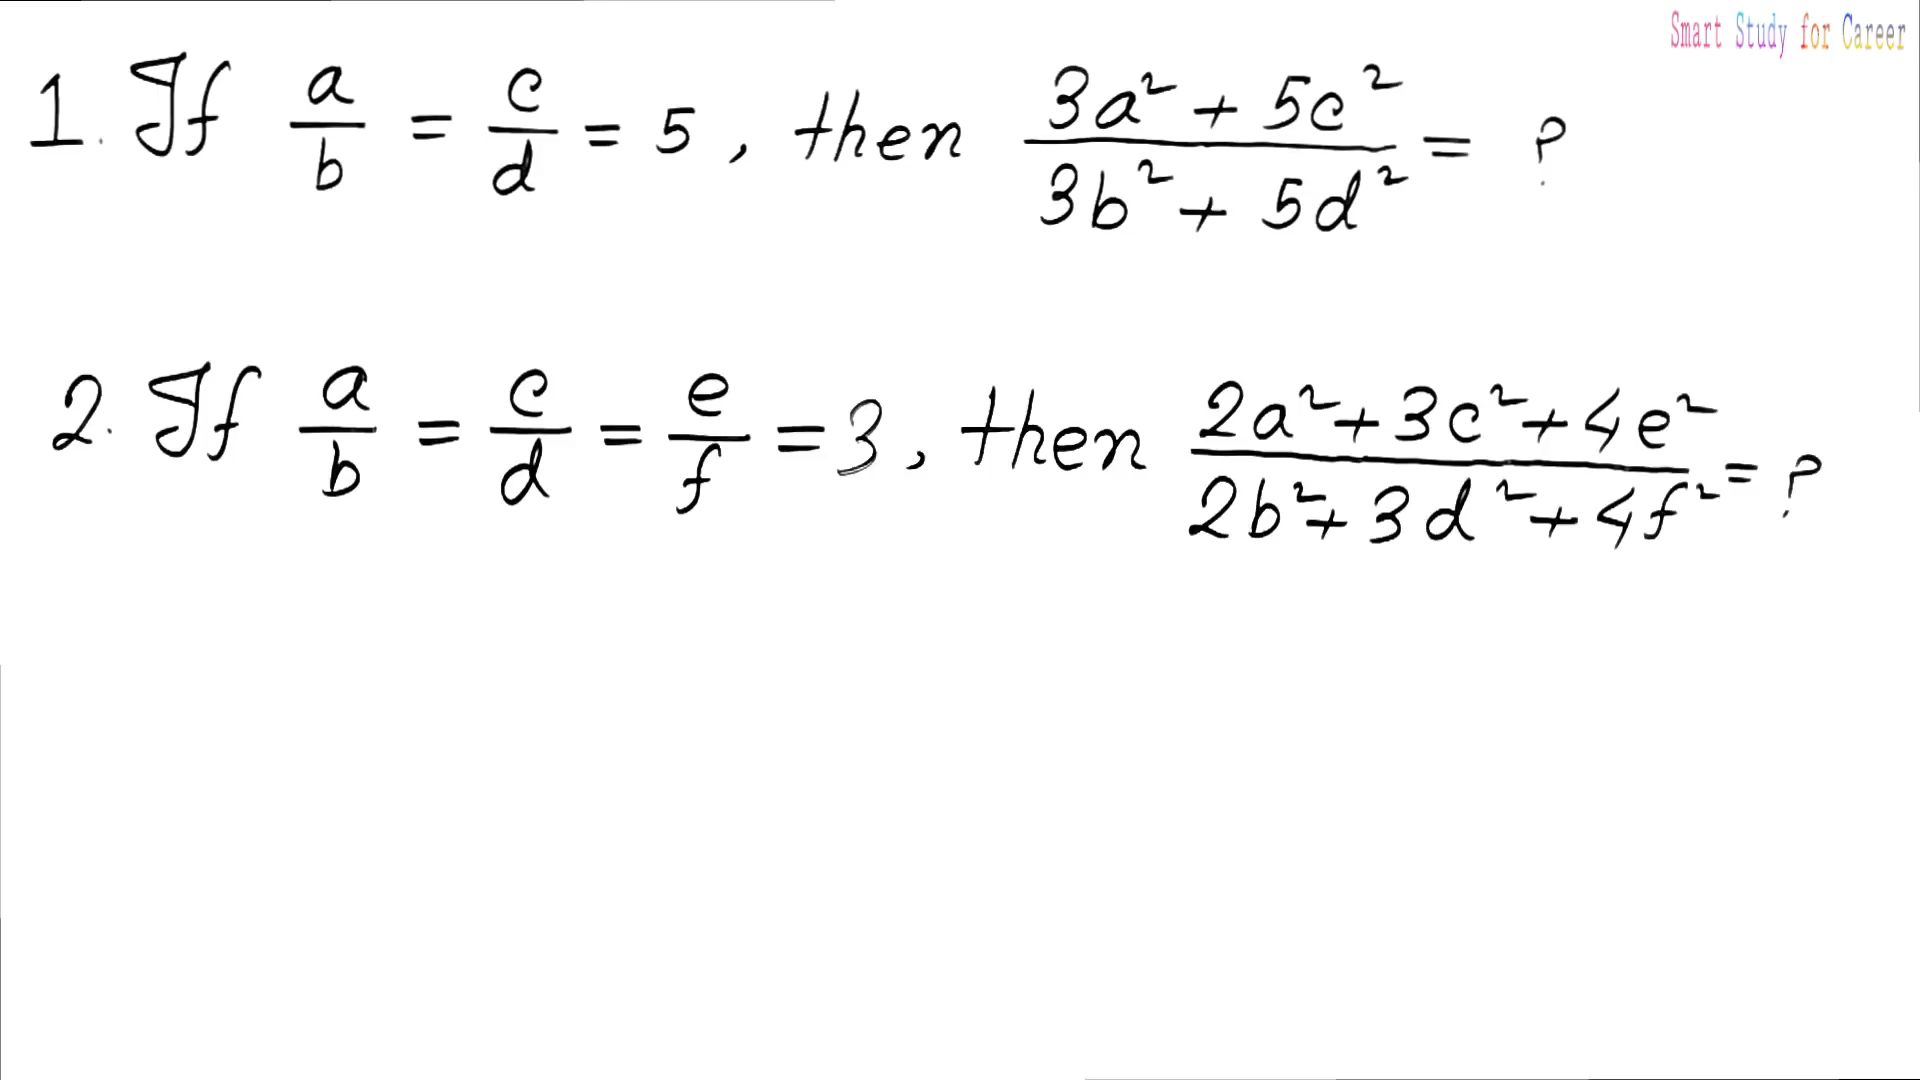 Smart Study for Career
1. If a/b = c/d = 5, then (3a² + 5c²)/(3b² + 5d²) = ?
2. If a/b = c/d = e/f = 3, then (2a² + 3c² + 4e²)/(2b² + 3d² + 4f²) = ?